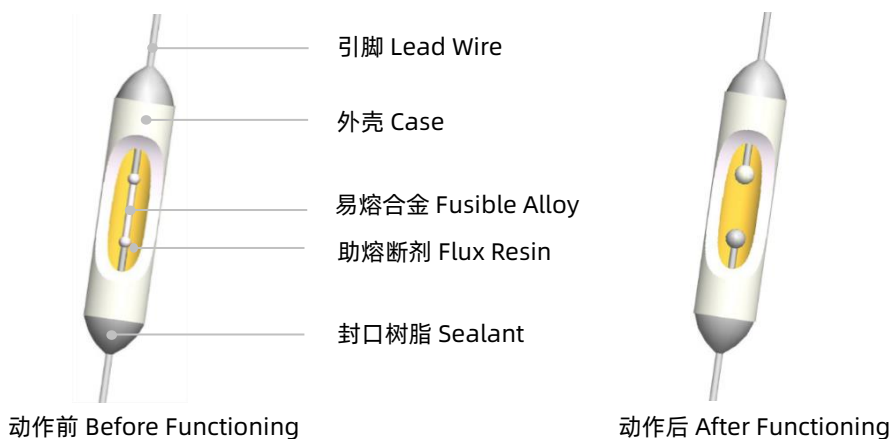 引脚 Lead Wire
外壳 Case
易熔合金 Fusible Alloy
助熔断剂 Flux Resin
封口树脂 Sealant
动作前 Before Functioning
动作后 After Functioning